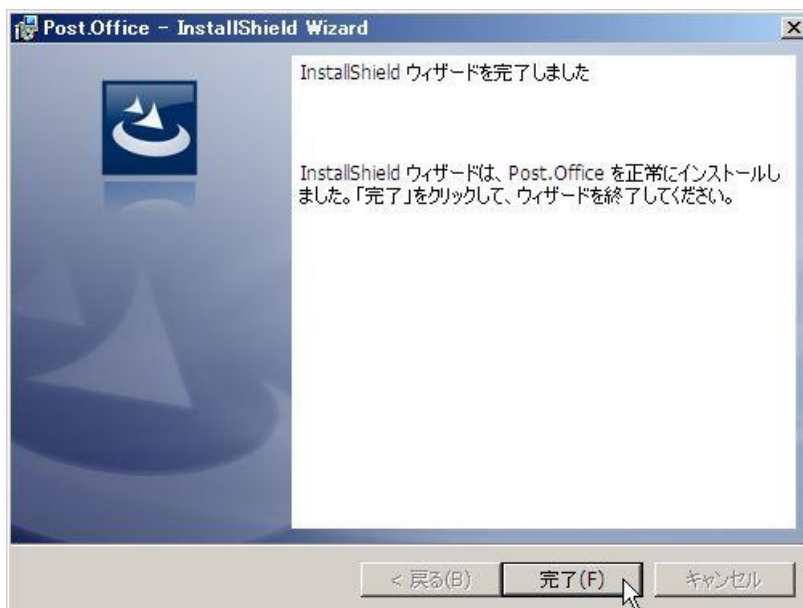 Post.Office - InstallShield Wizard
InstallShield ウィザードを完了しました
InstallShield ウィザードは、Post.Office を正常にインストールし
ました。「完了」をクリックして、ウィザードを終了してください。
< 戻る(B) 完了(F) キャンセル